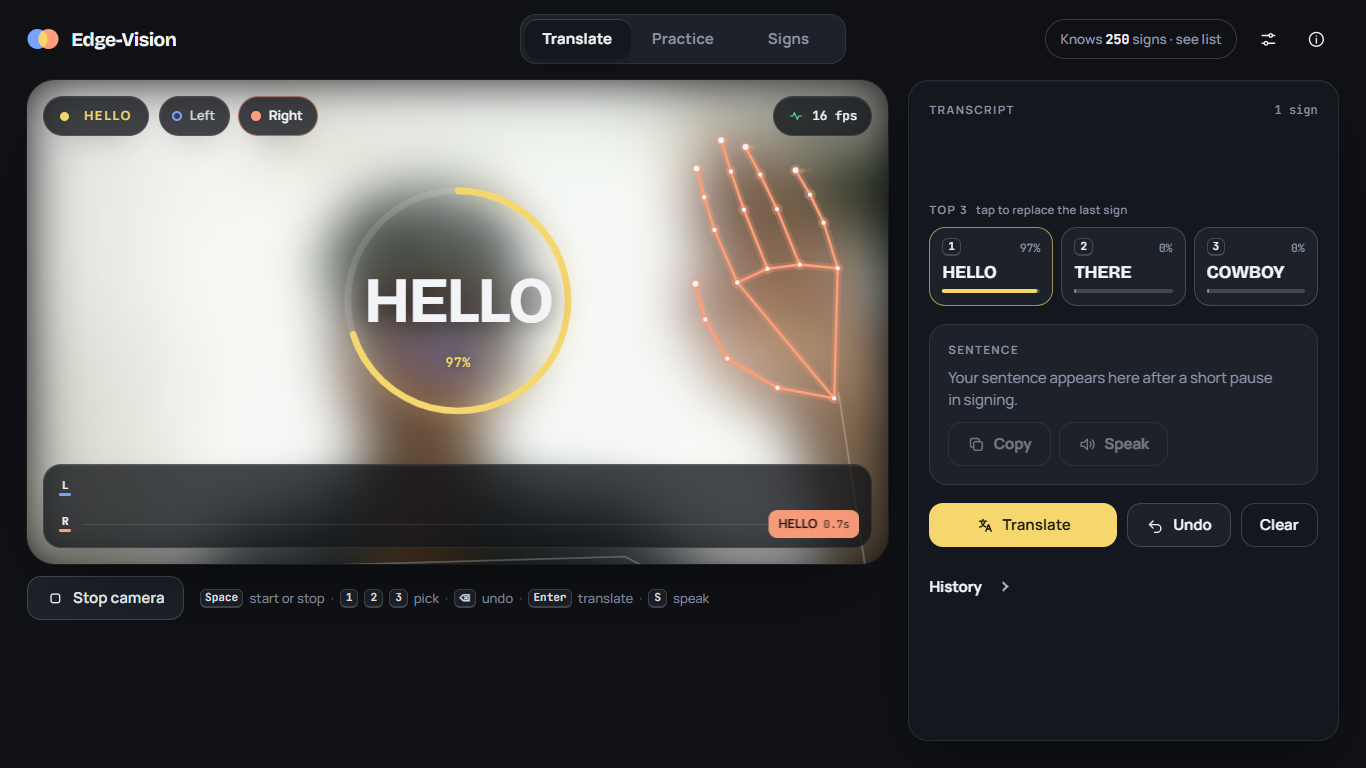 Edge-Vision
Translate Practice Signs
Knows 250 signs · see list
HELLO Left Right
16 fps
HELLO
97%
L
R
HELLO 0.7s
Stop camera
Space start or stop · 1 2 3 pick · ⌫ undo · Enter translate · S speak
TRANSCRIPT 1 sign
TOP 3 tap to replace the last sign
1 97%
HELLO
2 0%
THERE
3 0%
COWBOY
SENTENCE
Your sentence appears here after a short pause
in signing.
Copy Speak
Translate Undo Clear
History